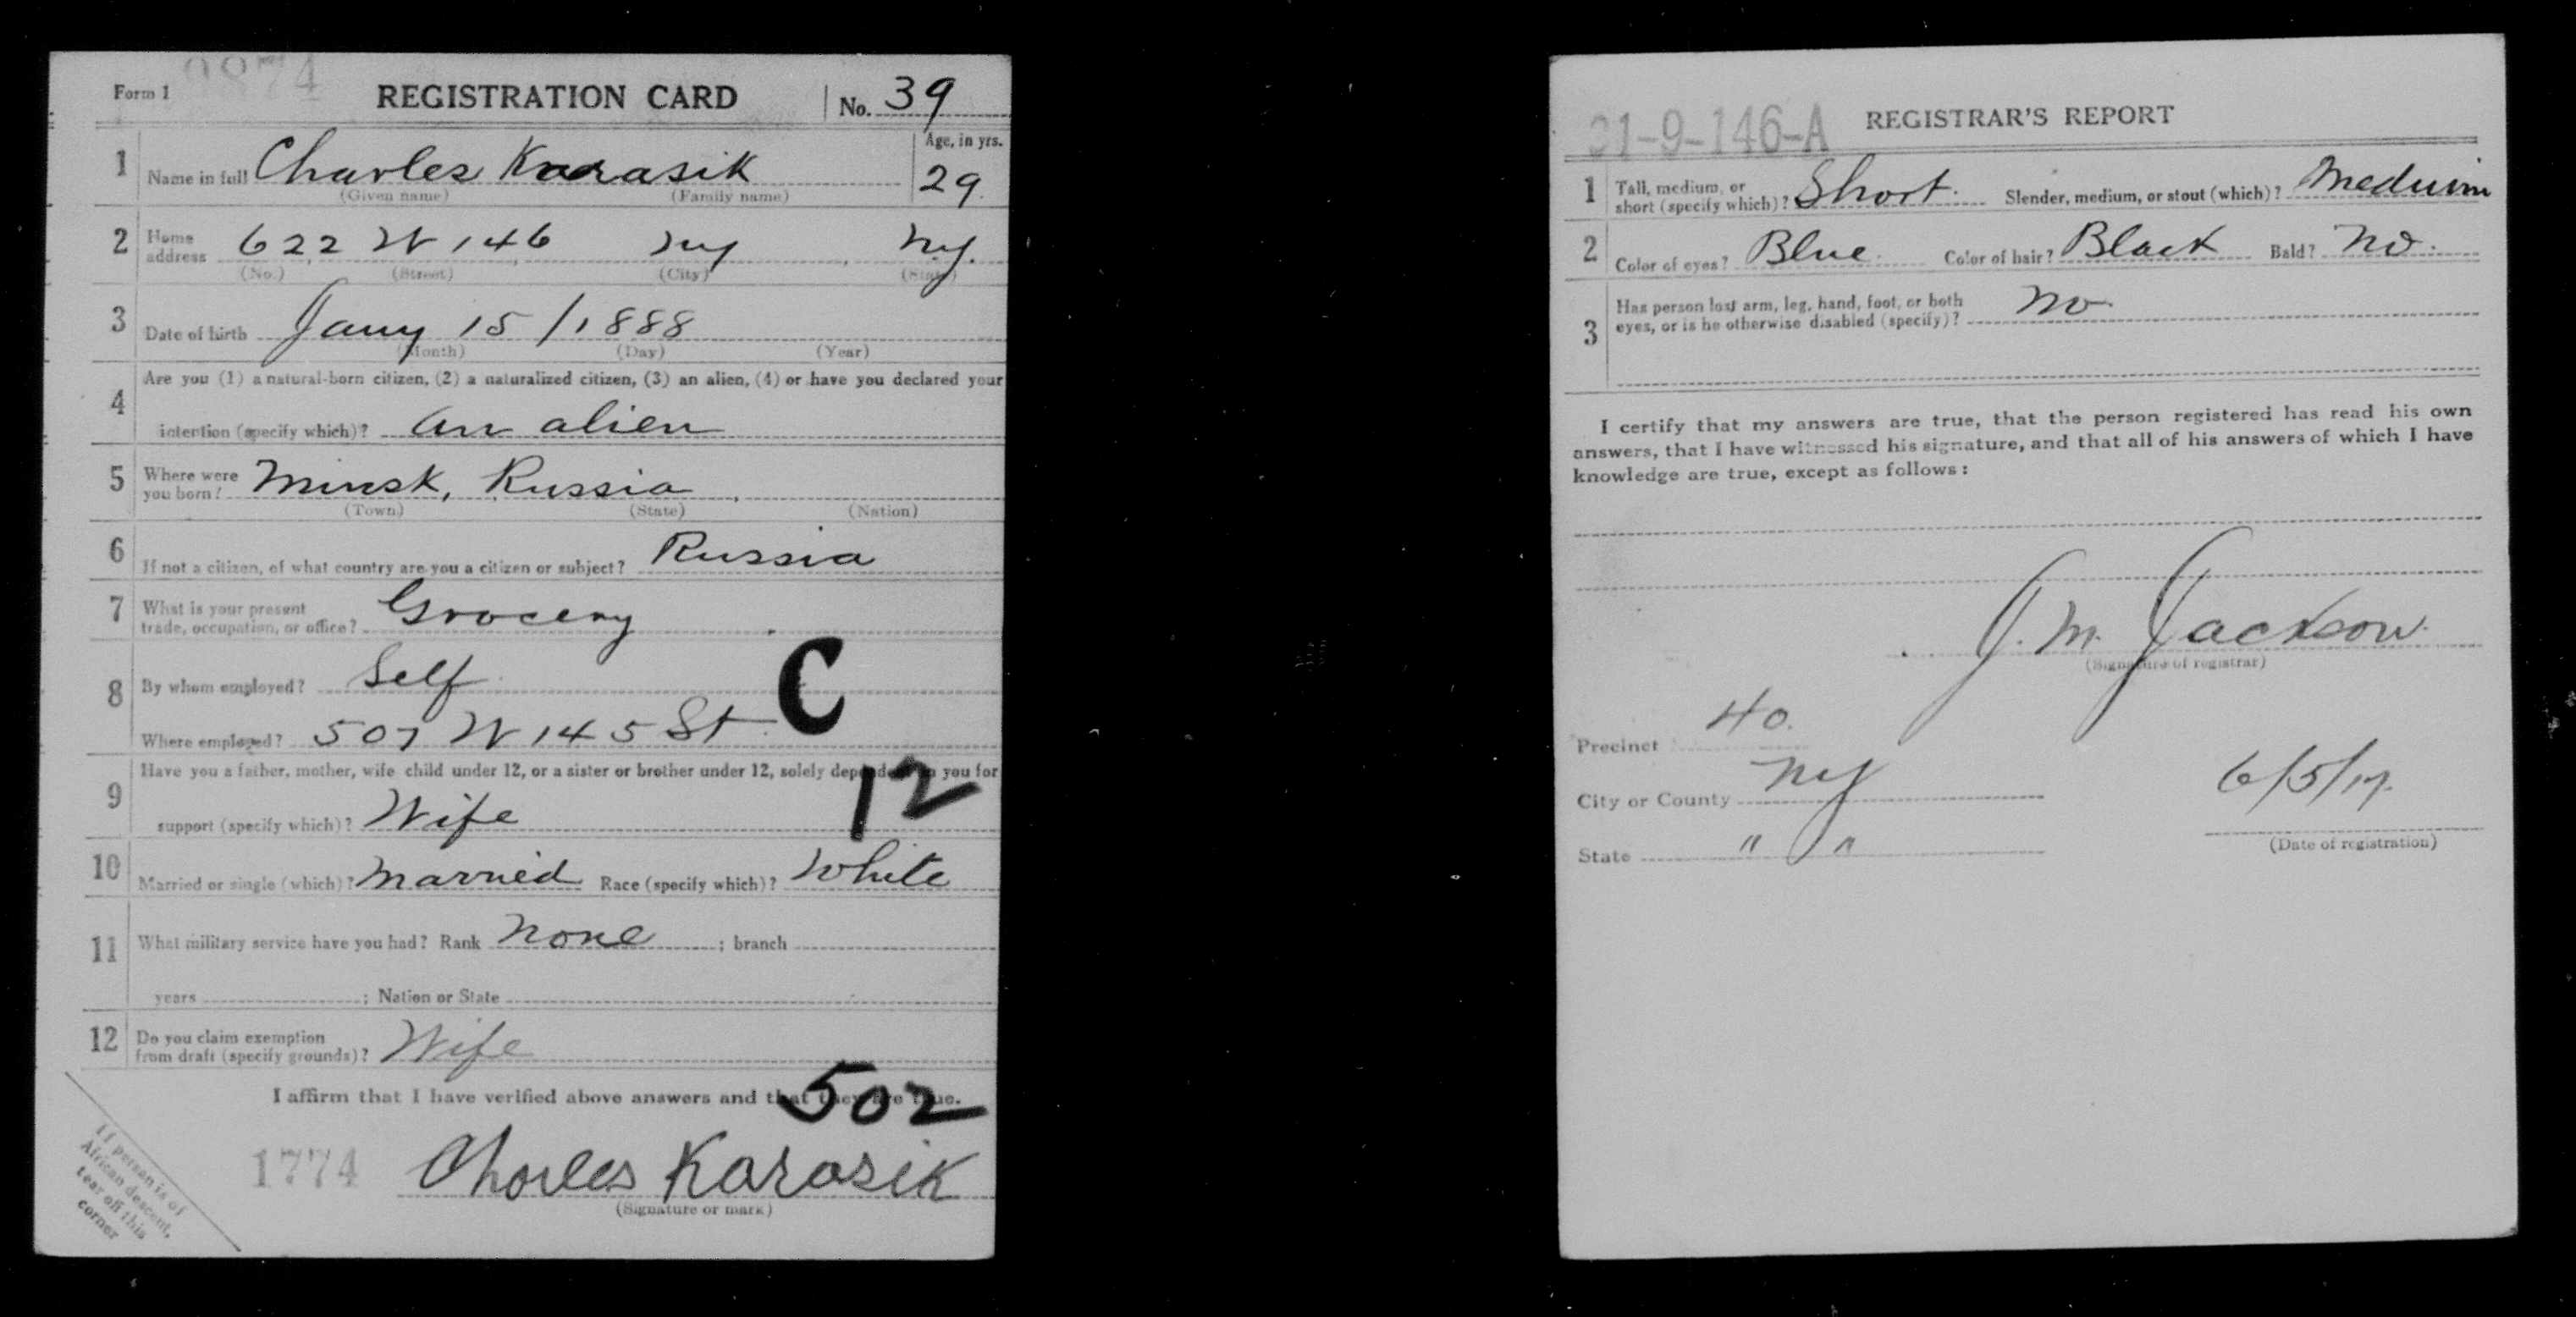 9874
Form 1 REGISTRATION CARD No. 39
1 Name in full Charles Karasik Age, in yrs. 29
(Given name) (Family name)
2 Home address 622 W 146 NY N.Y.
(No.) (Street) (City) (State)
3 Date of birth Jany 15/1888
(Month) (Day) (Year)
4 Are you (1) a natural-born citizen, (2) a naturalized citizen, (3) an alien, (4) or have you declared your
intention (specify which)? An alien
5 Where were you born? Minsk, Russia
(Town) (State) (Nation)
6 If not a citizen, of what country are you a citizen or subject? Russia
7 What is your present trade, occupation, or office? Grocery
8 By whom employed? Self
C
Where employed? 507 W 145 St
9 Have you a father, mother, wife child under 12, or a sister or brother under 12, solely dependent on you for
12
support (specify which)? Wife
10 Married or single (which)? Married Race (specify which)? White
11 What military service have you had? Rank None ; branch
years ; Nation or State
12 Do you claim exemption from draft (specify grounds)? Wife
I affirm that I have verified above answers and that they are true.
502
1774 Charles Karasik
(Signature or mark)
If person is of
African descent,
tear off this
corner
31-9-146-A REGISTRAR'S REPORT
1 Tall, medium, or short (specify which)? Short. Slender, medium, or stout (which)? Medium
2 Color of eyes? Blue. Color of hair? Black Bald? No.
3 Has person lost arm, leg, hand, foot, or both
eyes, or is he otherwise disabled (specify)? No
I certify that my answers are true, that the person registered has read his own
answers, that I have witnessed his signature, and that all of his answers of which I have
knowledge are true, except as follows:
J. M. Jackson
(Signature of registrar)
Precinct 40.
City or County NY
6/5/17.
State " "
(Date of registration)